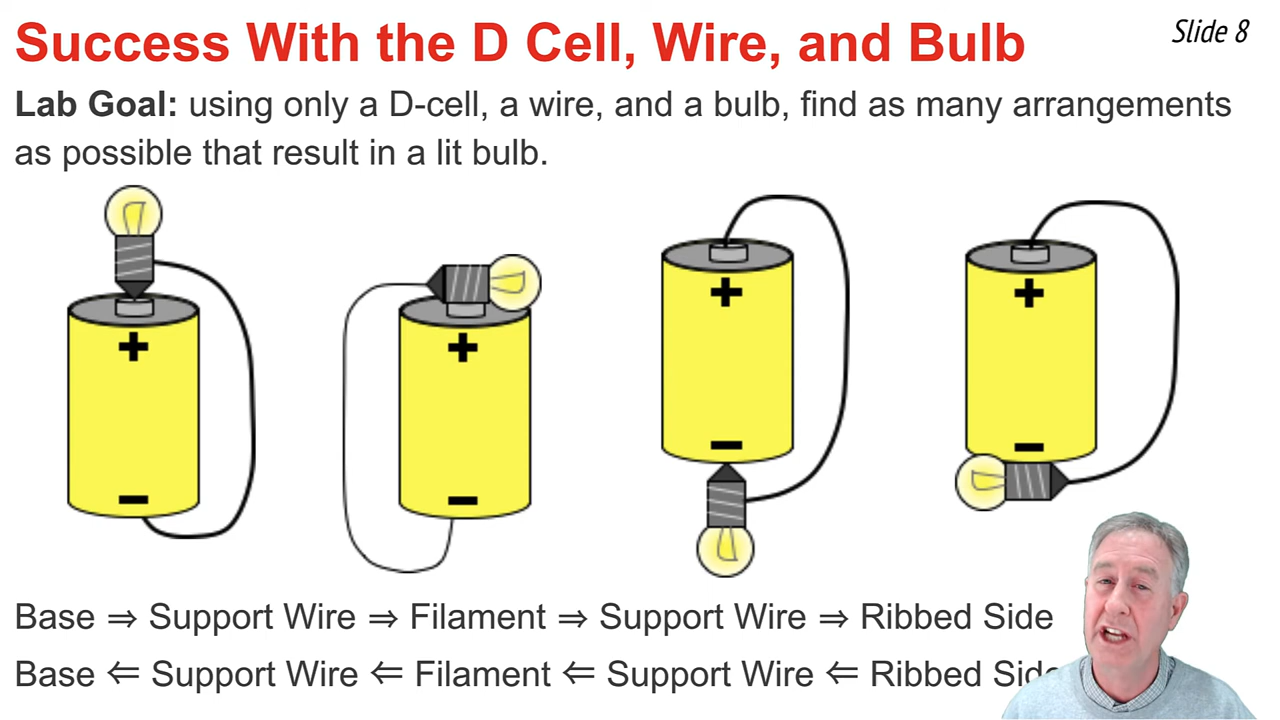 Success With the D Cell, Wire, and Bulb
Slide 8
Lab Goal: using only a D-cell, a wire, and a bulb, find as many arrangements
as possible that result in a lit bulb.
+
+
+
+
−
−
−
−
Base ⇒ Support Wire ⇒ Filament ⇒ Support Wire ⇒ Ribbed Side
Base ⇐ Support Wire ⇐ Filament ⇐ Support Wire ⇐ Ribbed Side